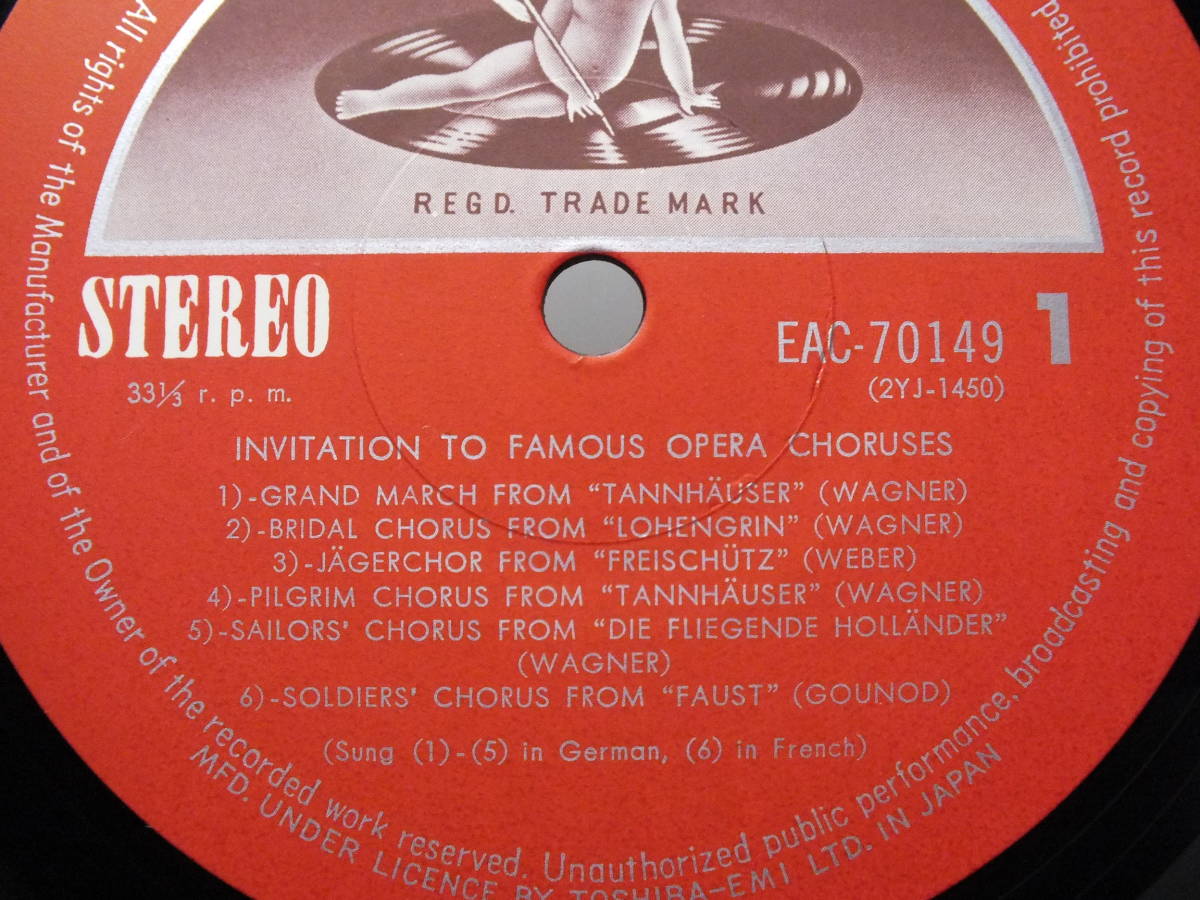 REGD. TRADE MARK
STEREO
33⅓ r. p. m.
EAC-70149 1
(2YJ-1450)
INVITATION TO FAMOUS OPERA CHORUSES
1)-GRAND MARCH FROM “TANNHÄUSER” (WAGNER)
2)-BRIDAL CHORUS FROM “LOHENGRIN” (WAGNER)
3)-JÄGERCHOR FROM “FREISCHÜTZ” (WEBER)
4)-PILGRIM CHORUS FROM “TANNHÄUSER” (WAGNER)
5)-SAILORS' CHORUS FROM “DIE FLIEGENDE HOLLÄNDER”
(WAGNER)
6)-SOLDIERS' CHORUS FROM “FAUST” (GOUNOD)
(Sung (1)-(5) in German, (6) in French)
All rights of the Manufacturer and of the Owner of the recorded work reserved. Unauthorized public performance, broadcasting and copying of this record prohibited
MFD. UNDER LICENCE BY TOSHIBA-EMI LTD. IN JAPAN